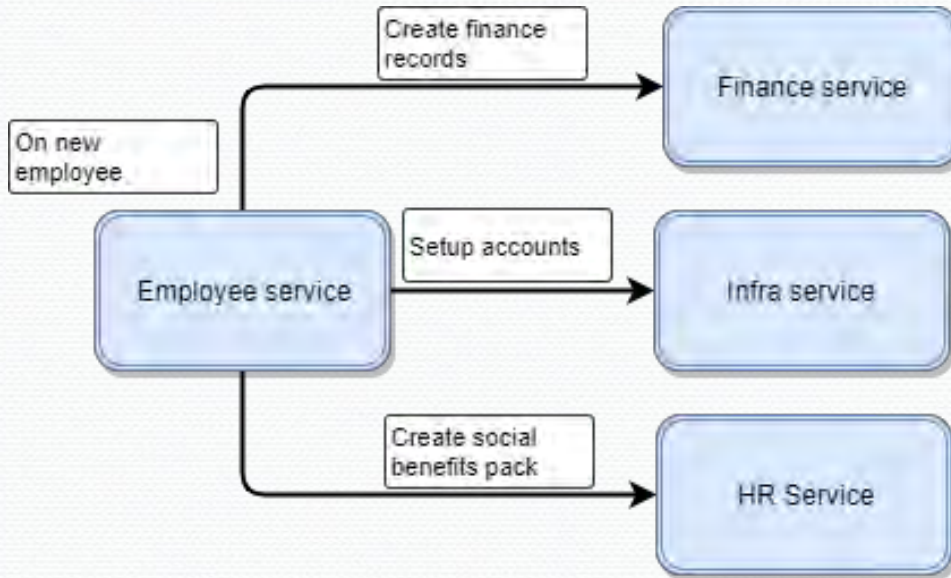 Create finance
records
Finance service
On new
employee
Setup accounts
Employee service
Infra service
Create social
benefits pack
HR Service